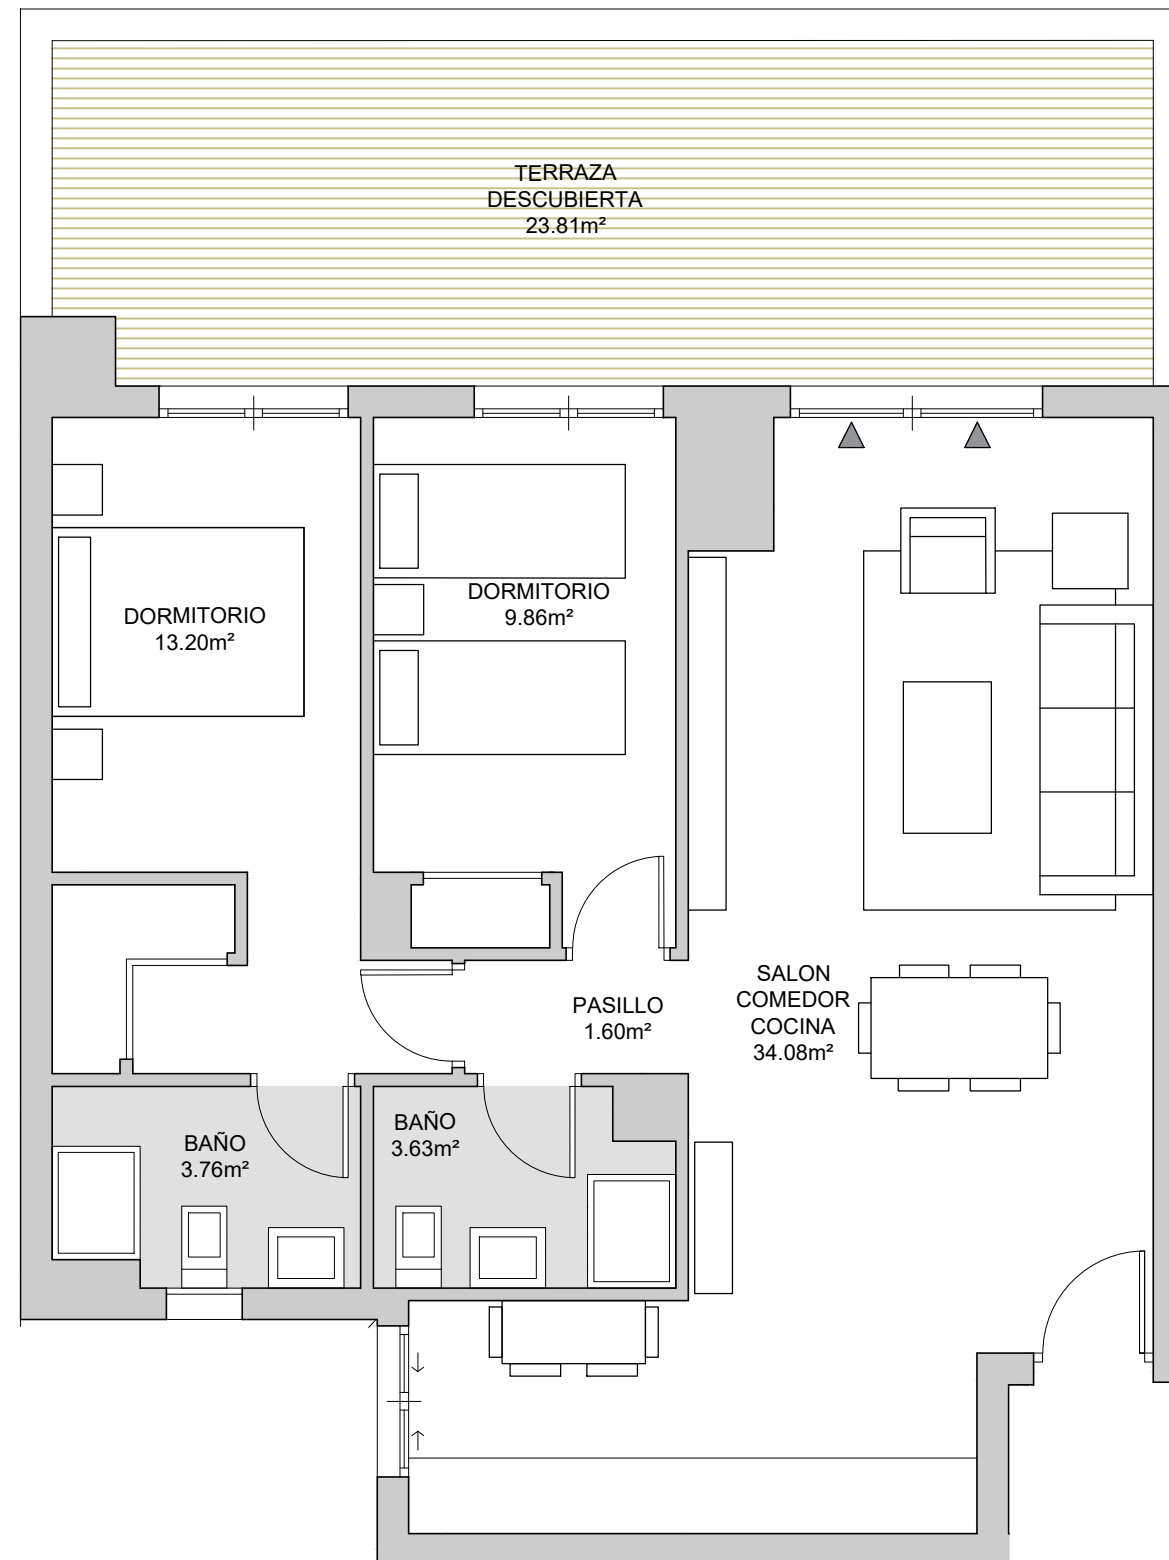 TERRAZA
DESCUBIERTA
23.81m²
DORMITORIO
13.20m²
DORMITORIO
9.86m²
SALON
COMEDOR
COCINA
34.08m²
PASILLO
1.60m²
BAÑO
3.76m²
BAÑO
3.63m²